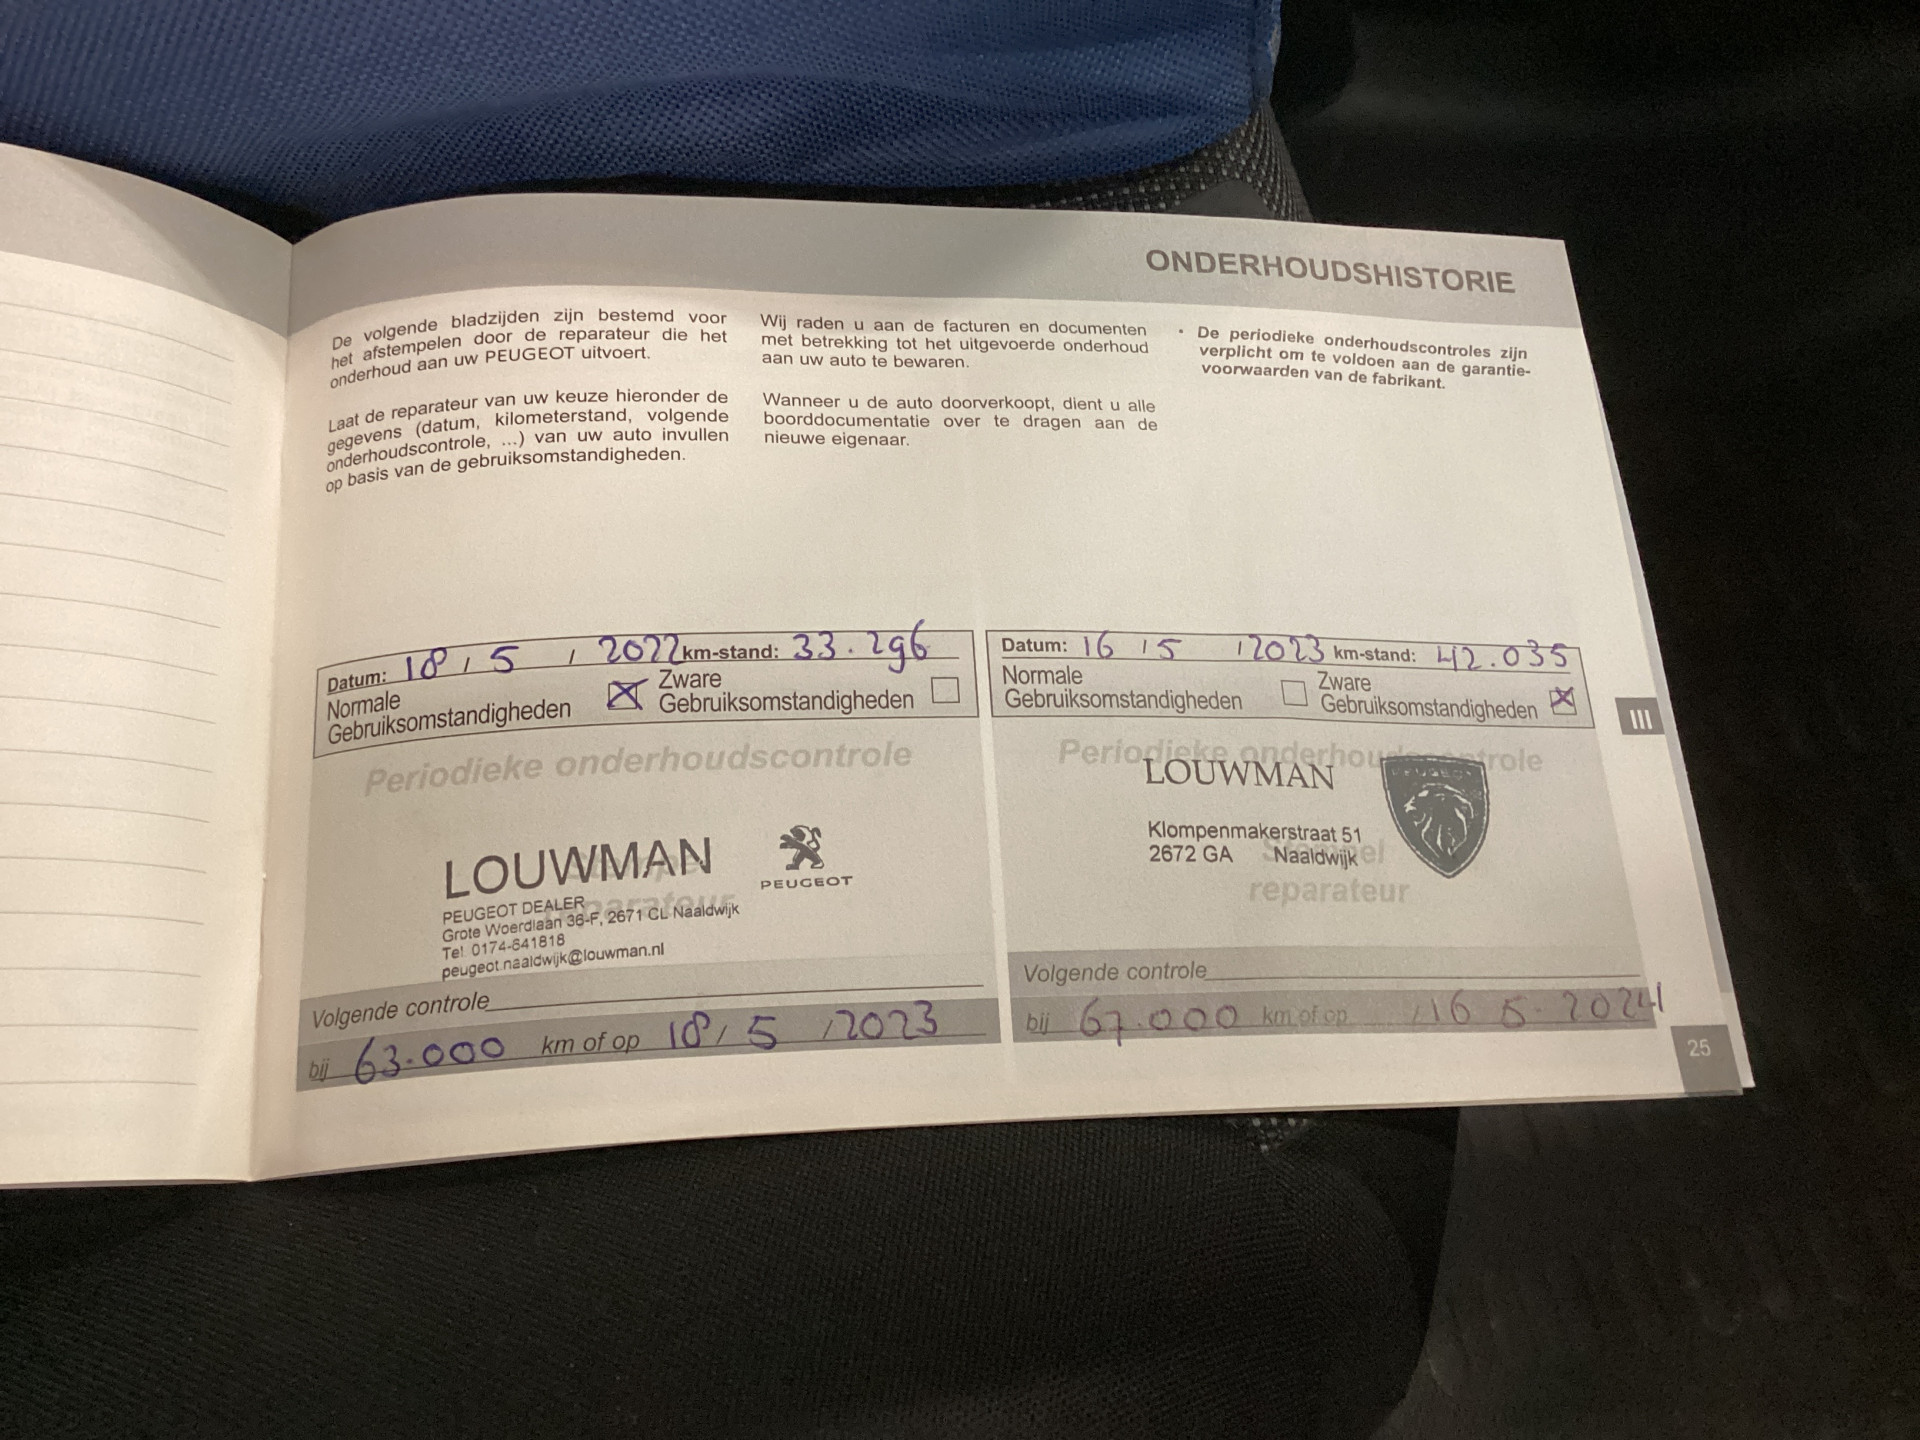 ONDERHOUDSHISTORIE
De volgende bladzijden zijn bestemd voor
het afstempelen door de reparateur die het
onderhoud aan uw PEUGEOT uitvoert.
Laat de reparateur van uw keuze hieronder de
gegevens (datum, kilometerstand, volgende
onderhoudscontrole, ...) van uw auto invullen
op basis van de gebruiksomstandigheden.
Wij raden u aan de facturen en documenten
met betrekking tot het uitgevoerde onderhoud
aan uw auto te bewaren.
Wanneer u de auto doorverkoopt, dient u alle
boorddocumentatie over te dragen aan de
nieuwe eigenaar.
• De periodieke onderhoudscontroles zijn
verplicht om te voldoen aan de garantie-
voorwaarden van de fabrikant.
Datum: 18 / 5 / 2022 km-stand: 33.296
Normale
Gebruiksomstandigheden
Zware
Gebruiksomstandigheden
Periodieke onderhoudscontrole
Stempel
reparateur
LOUWMAN
PEUGEOT
PEUGEOT DEALER
Grote Woerdlaan 36-F, 2671 CL Naaldwijk
Tel 0174-641818
peugeot.naaldwijk@louwman.nl
Volgende controle
bij 63.000 km of op 18 / 5 / 2023
Datum: 16 / 5 / 2023 km-stand: 42.035
Normale
Gebruiksomstandigheden
Zware
Gebruiksomstandigheden
Periodieke onderhoudscontrole
LOUWMAN
PEUGEOT
Klompenmakerstraat 51
2672 GA Naaldwijk
Stempel
reparateur
Volgende controle
bij 67.000 km of op / 16 5. 2024
III
25